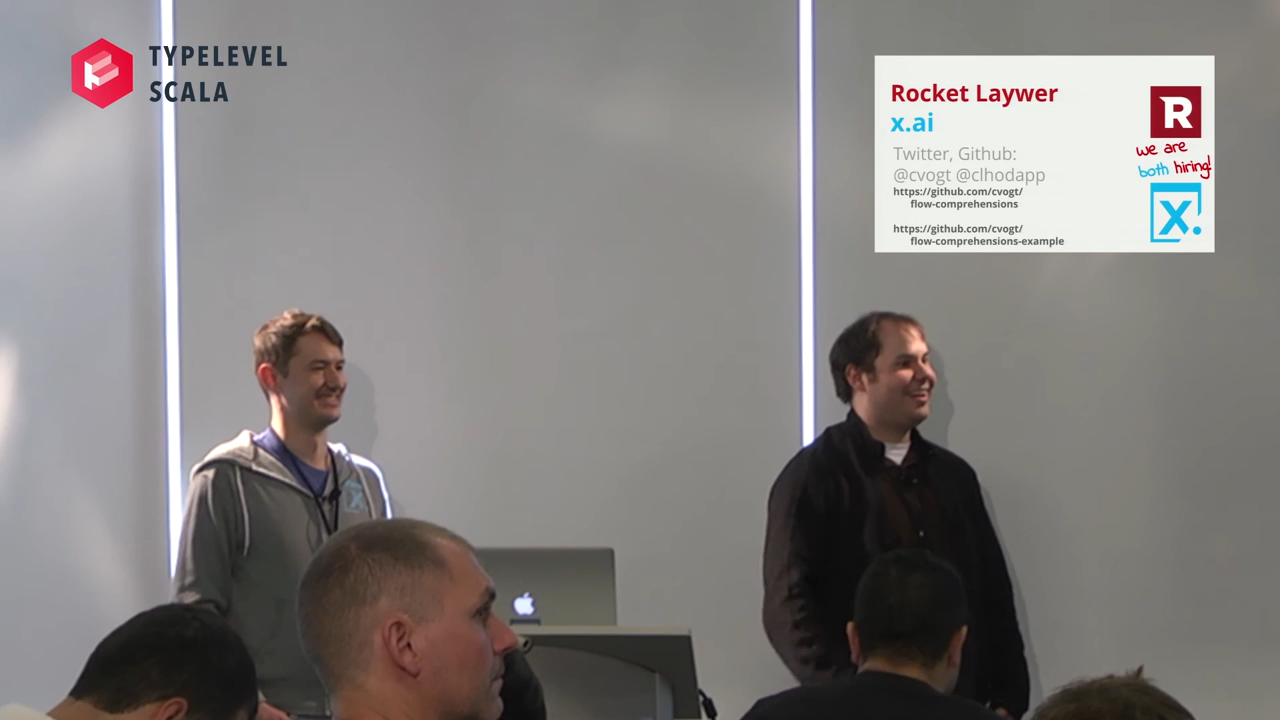 TYPELEVEL
SCALA
Rocket Laywer
x.ai
Twitter, Github:
@cvogt @clhodapp
https://github.com/cvogt/
flow-comprehensions
https://github.com/cvogt/
flow-comprehensions-example
R
we are
both hiring!
X.
X